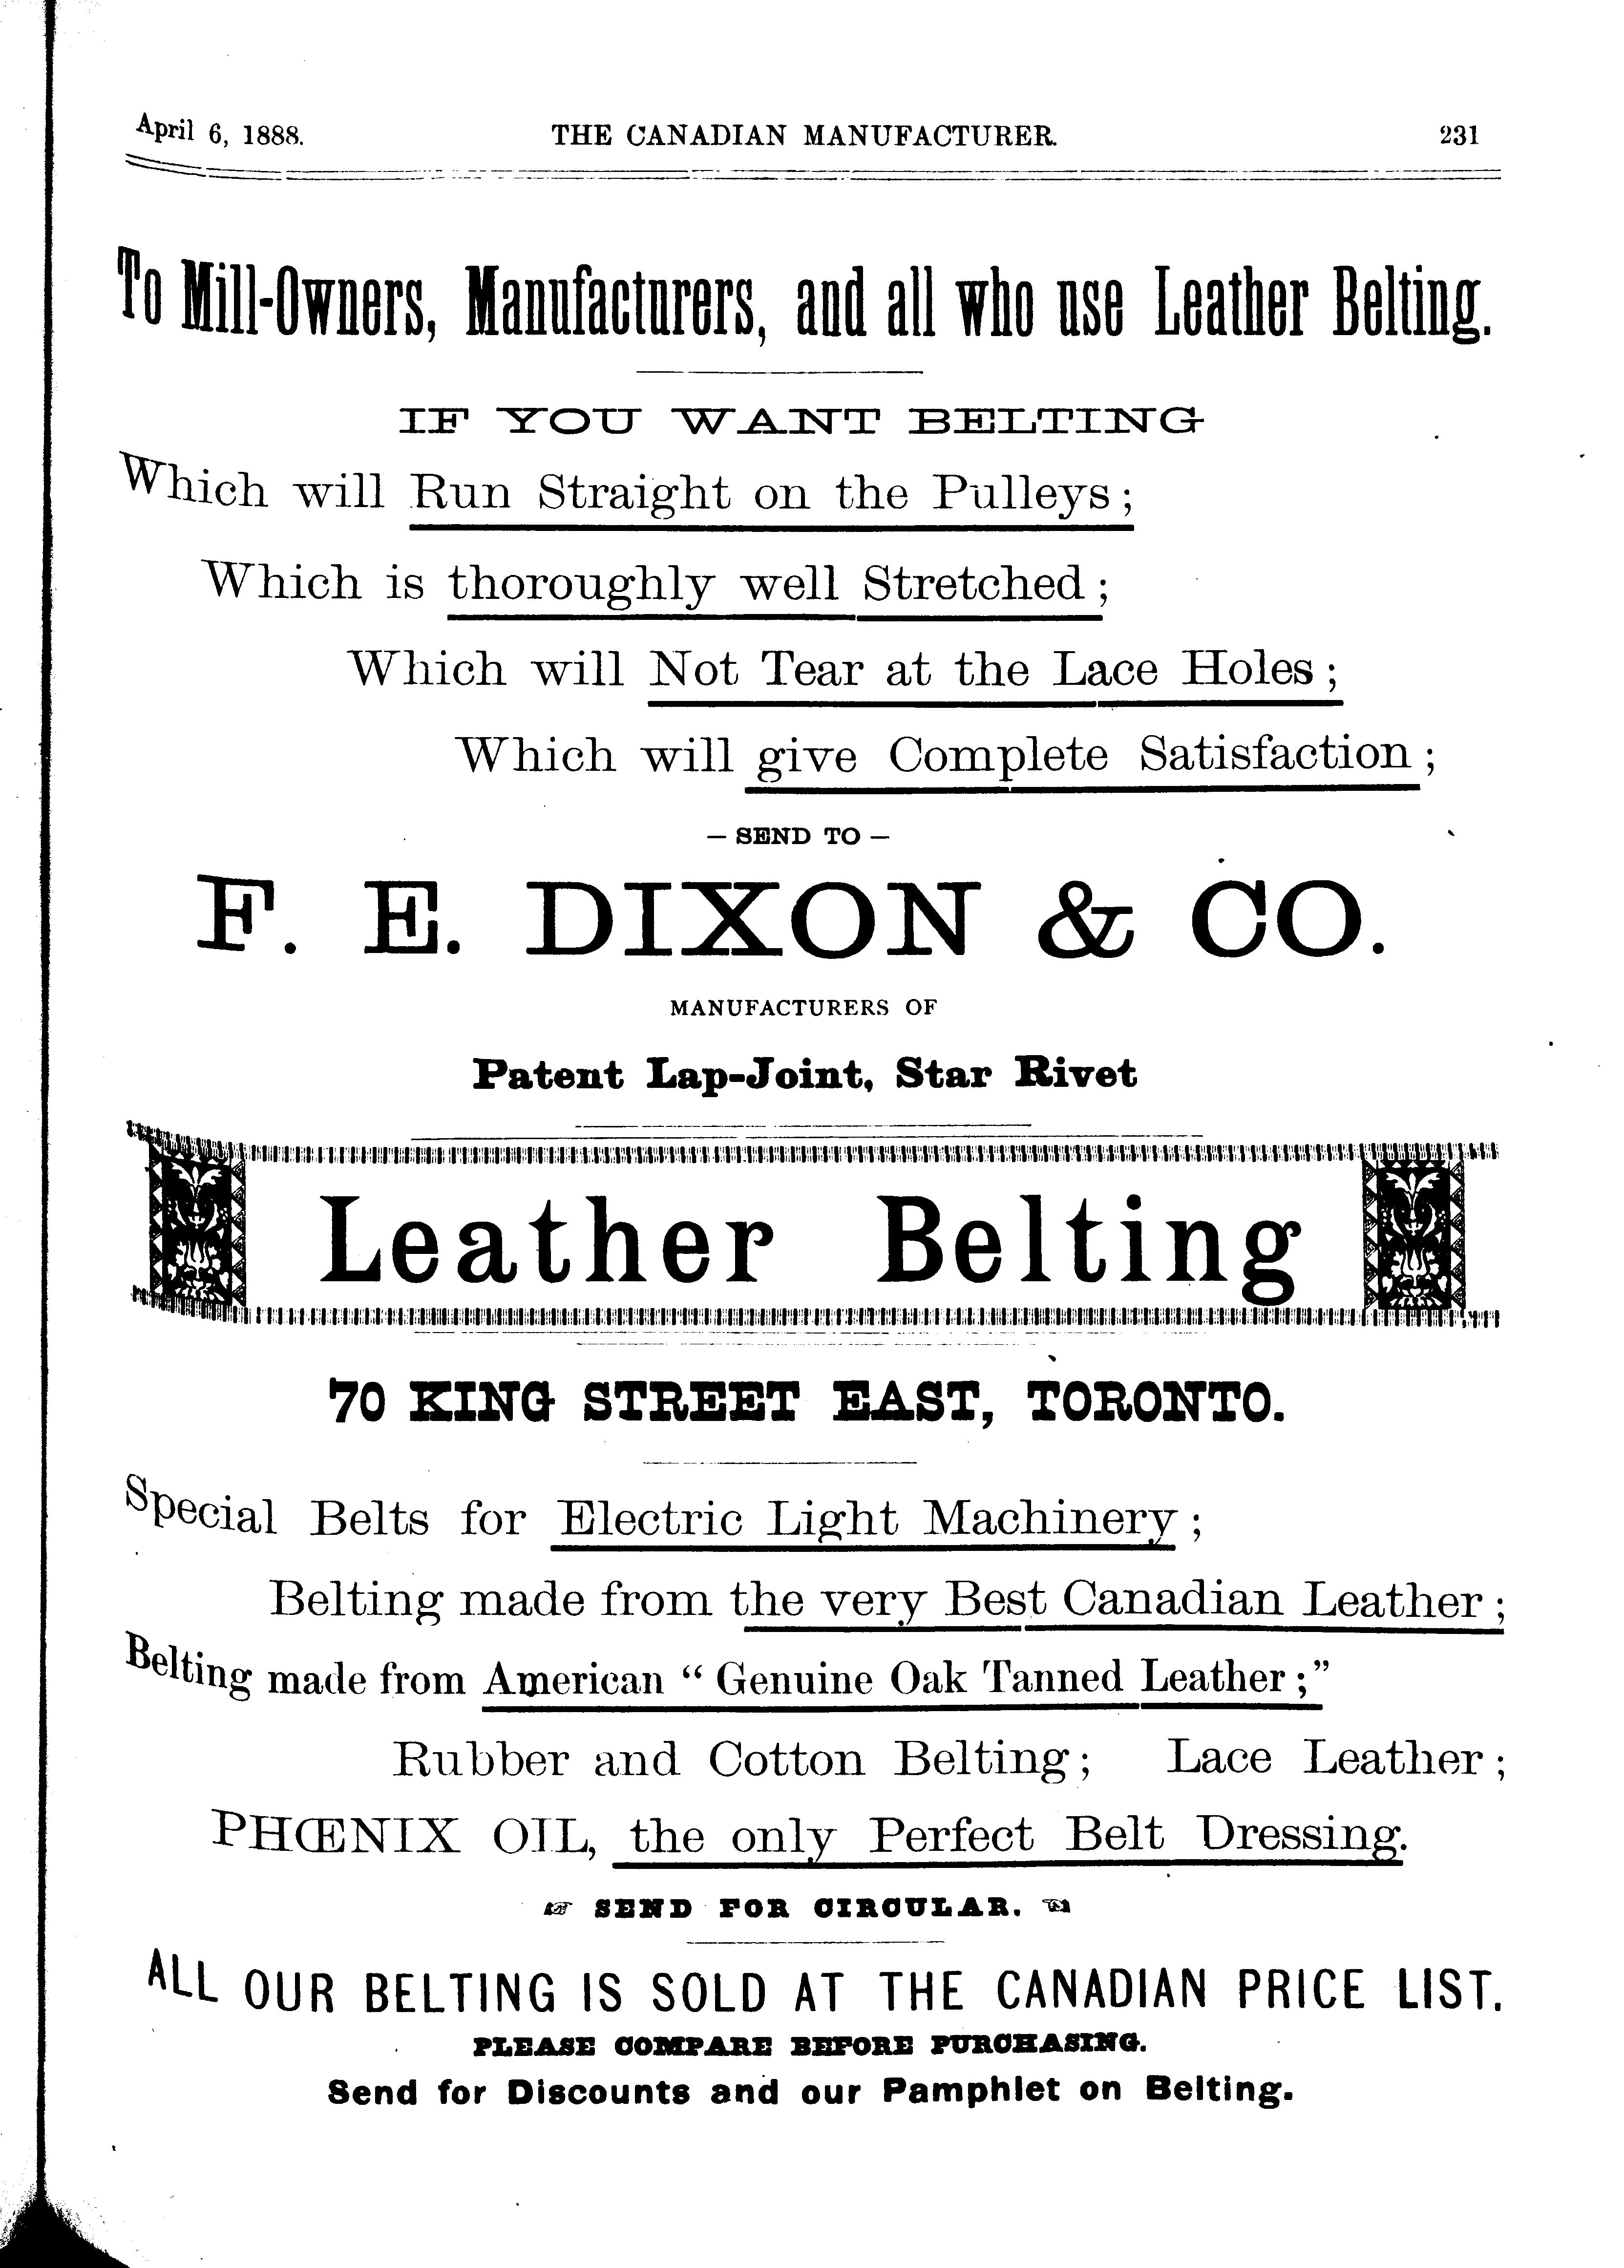 April 6, 1888. THE CANADIAN MANUFACTURER. 231
To Mill-Owners, Manufacturers, and all who use Leather Belting.
IF YOU WANT BELTING
Which will Run Straight on the Pulleys;
Which is thoroughly well Stretched;
Which will Not Tear at the Lace Holes;
Which will give Complete Satisfaction;
— SEND TO —
F. E. DIXON & CO.
MANUFACTURERS OF
Patent Lap-Joint, Star Rivet
Leather Belting
70 KING STREET EAST, TORONTO.
Special Belts for Electric Light Machinery;
Belting made from the very Best Canadian Leather;
Belting made from American “Genuine Oak Tanned Leather;”
Rubber and Cotton Belting; Lace Leather;
PHŒNIX OIL, the only Perfect Belt Dressing.
☞ SEND FOR CIRCULAR. ☜
ALL OUR BELTING IS SOLD AT THE CANADIAN PRICE LIST.
PLEASE COMPARE BEFORE PURCHASING.
Send for Discounts and our Pamphlet on Belting.